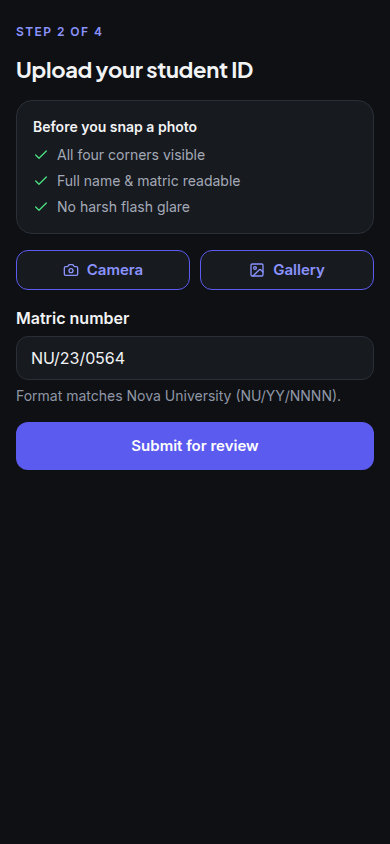 STEP 2 OF 4
Upload your student ID
Before you snap a photo
All four corners visible
Full name & matric readable
No harsh flash glare
Camera
Gallery
Matric number
NU/23/0564
Format matches Nova University (NU/YY/NNNN).
Submit for review